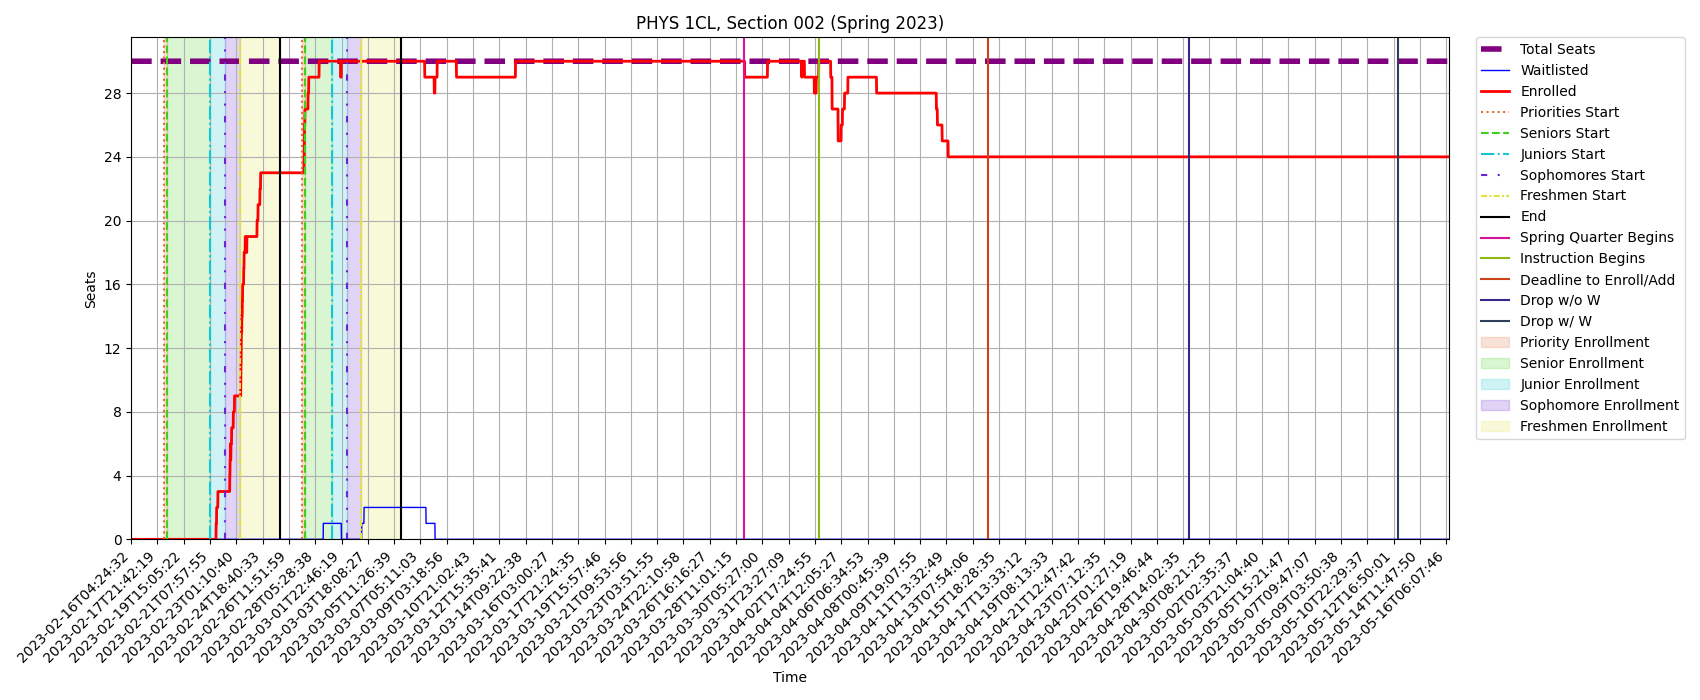 PHYS 1CL, Section 002 (Spring 2023)
Total Seats
Waitlisted
Enrolled
Priorities Start
Seniors Start
Juniors Start
Sophomores Start
Freshmen Start
End
Spring Quarter Begins
Instruction Begins
Deadline to Enroll/Add
Drop w/o W
Drop w/ W
Priority Enrollment
Senior Enrollment
Junior Enrollment
Sophomore Enrollment
Freshmen Enrollment
Seats
28
24
20
16
12
8
4
0
2023-02-16T04:24:32
2023-02-17T21:42:19
2023-02-19T15:05:22
2023-02-21T07:57:55
2023-02-23T01:10:40
2023-02-24T18:40:33
2023-02-26T11:51:59
2023-02-28T05:28:38
2023-03-01T22:46:19
2023-03-03T18:08:27
2023-03-05T11:26:39
2023-03-07T05:11:03
2023-03-09T03:18:56
2023-03-10T21:02:43
2023-03-12T15:35:41
2023-03-14T09:22:38
2023-03-16T03:00:27
2023-03-17T21:24:35
2023-03-19T15:57:46
2023-03-21T09:53:56
2023-03-23T03:51:55
2023-03-24T22:10:58
2023-03-26T16:16:27
2023-03-28T11:01:15
2023-03-30T05:27:00
2023-03-31T23:27:09
2023-04-02T17:24:55
2023-04-04T12:05:27
2023-04-06T06:34:53
2023-04-08T00:45:39
2023-04-09T19:07:55
2023-04-11T13:32:49
2023-04-13T07:54:06
2023-04-15T18:28:35
2023-04-17T13:33:12
2023-04-19T08:13:33
2023-04-21T12:47:42
2023-04-23T07:12:35
2023-04-25T01:27:19
2023-04-26T19:46:44
2023-04-28T14:02:35
2023-04-30T08:21:25
2023-05-02T02:35:37
2023-05-03T21:04:40
2023-05-05T15:21:47
2023-05-07T09:47:07
2023-05-09T03:50:38
2023-05-10T22:29:37
2023-05-12T16:50:01
2023-05-14T11:47:50
2023-05-16T06:07:46
Time